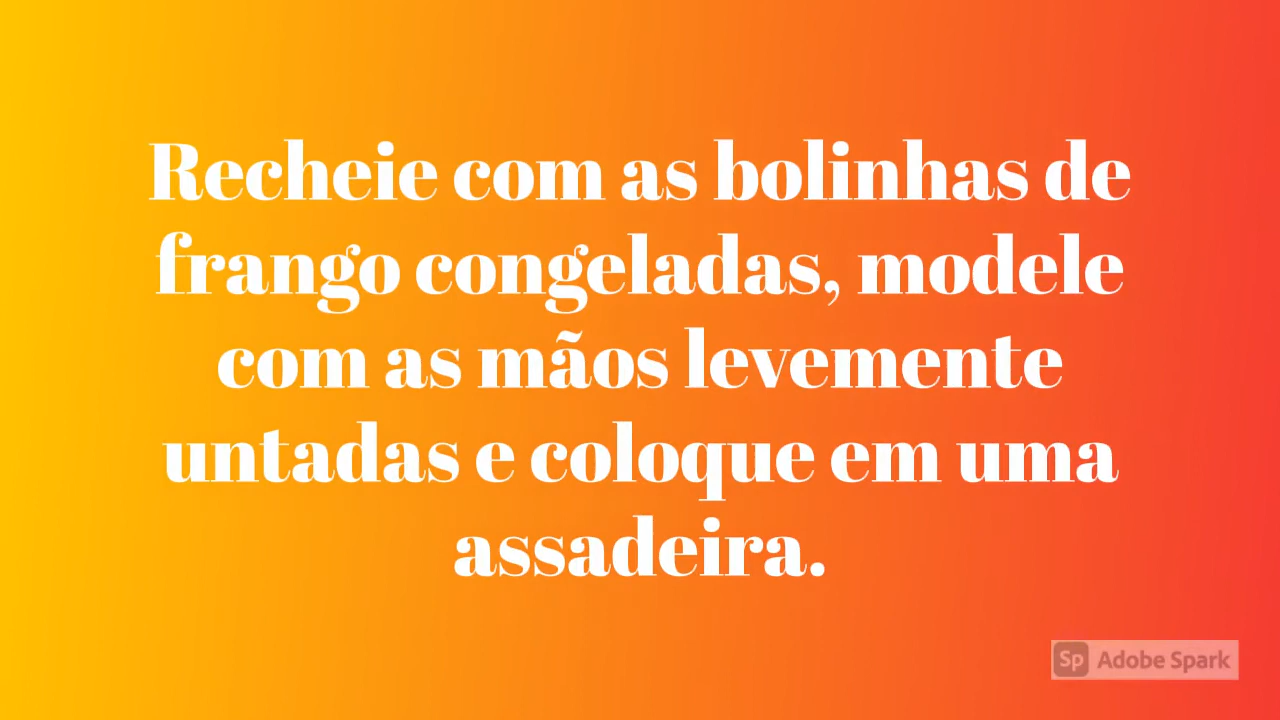 Recheie com as bolinhas de
frango congeladas, modele
com as mãos levemente
untadas e coloque em uma
assadeira.
Sp Adobe Spark